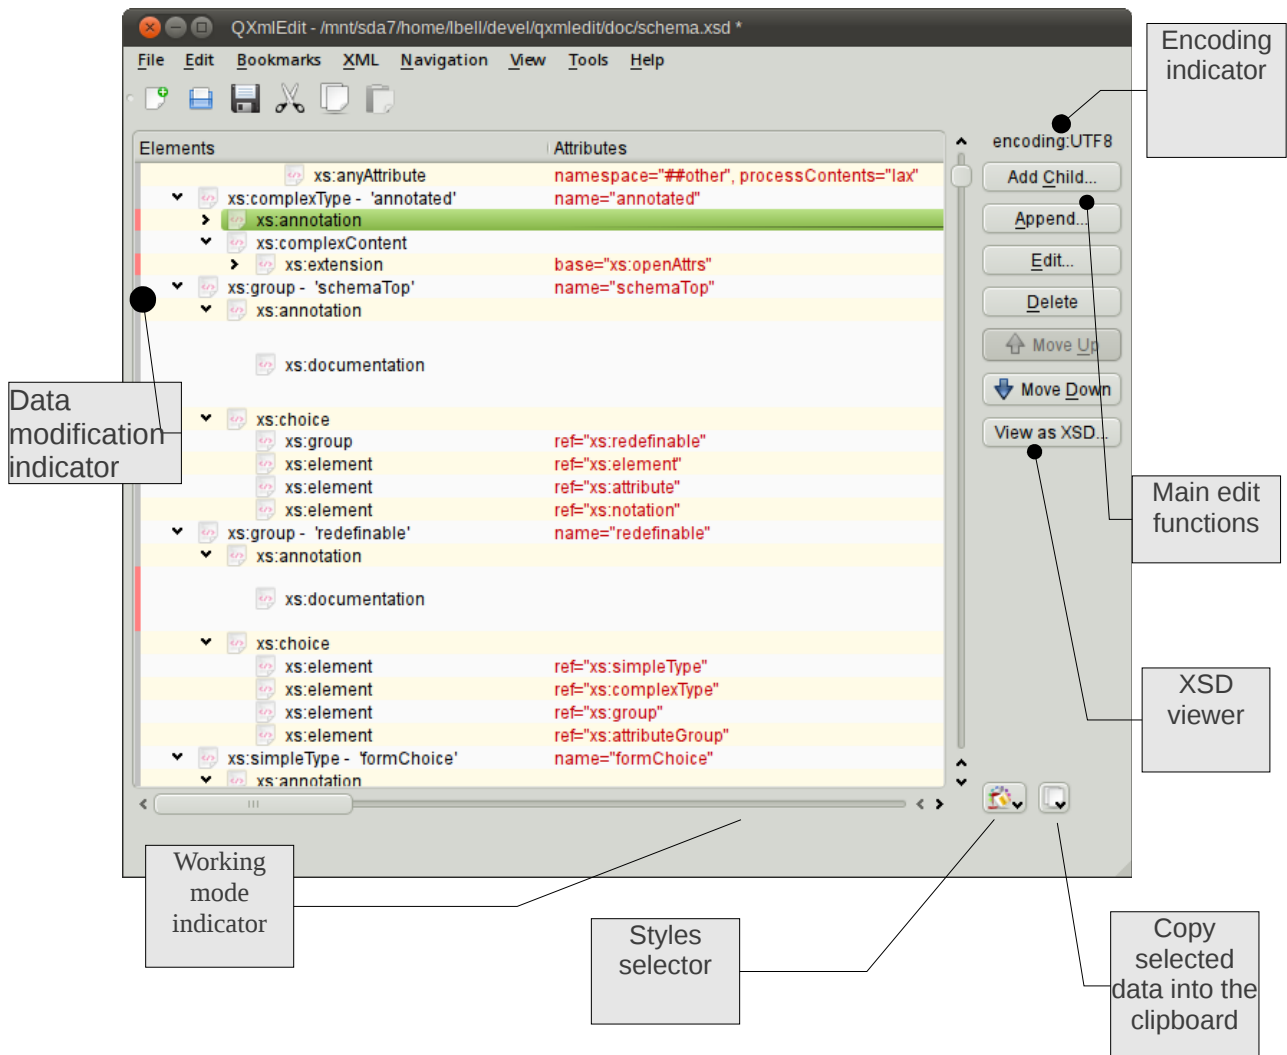 QXmlEdit - /mnt/sda7/home/lbell/devel/qxmledit/doc/schema.xsd *
File Edit Bookmarks XML Navigation View Tools Help
Elements Attributes
xs:anyAttribute namespace="##other", processContents="lax"
xs:complexType - 'annotated' name="annotated"
xs:annotation
xs:complexContent
xs:extension base="xs:openAttrs"
xs:group - 'schemaTop' name="schemaTop"
xs:annotation
xs:documentation
xs:choice
xs:group ref="xs:redefinable"
xs:element ref="xs:element"
xs:element ref="xs:attribute"
xs:element ref="xs:notation"
xs:group - 'redefinable' name="redefinable"
xs:annotation
xs:documentation
xs:choice
xs:element ref="xs:simpleType"
xs:element ref="xs:complexType"
xs:element ref="xs:group"
xs:element ref="xs:attributeGroup"
xs:simpleType - 'formChoice' name="formChoice"
xs:annotation
encoding:UTF8
Add Child...
Append...
Edit...
Delete
Move Up
Move Down
View as XSD...
Encoding
indicator
Data
modification
indicator
Main edit
functions
XSD
viewer
Working
mode
indicator
Styles
selector
Copy
selected
data into the
clipboard